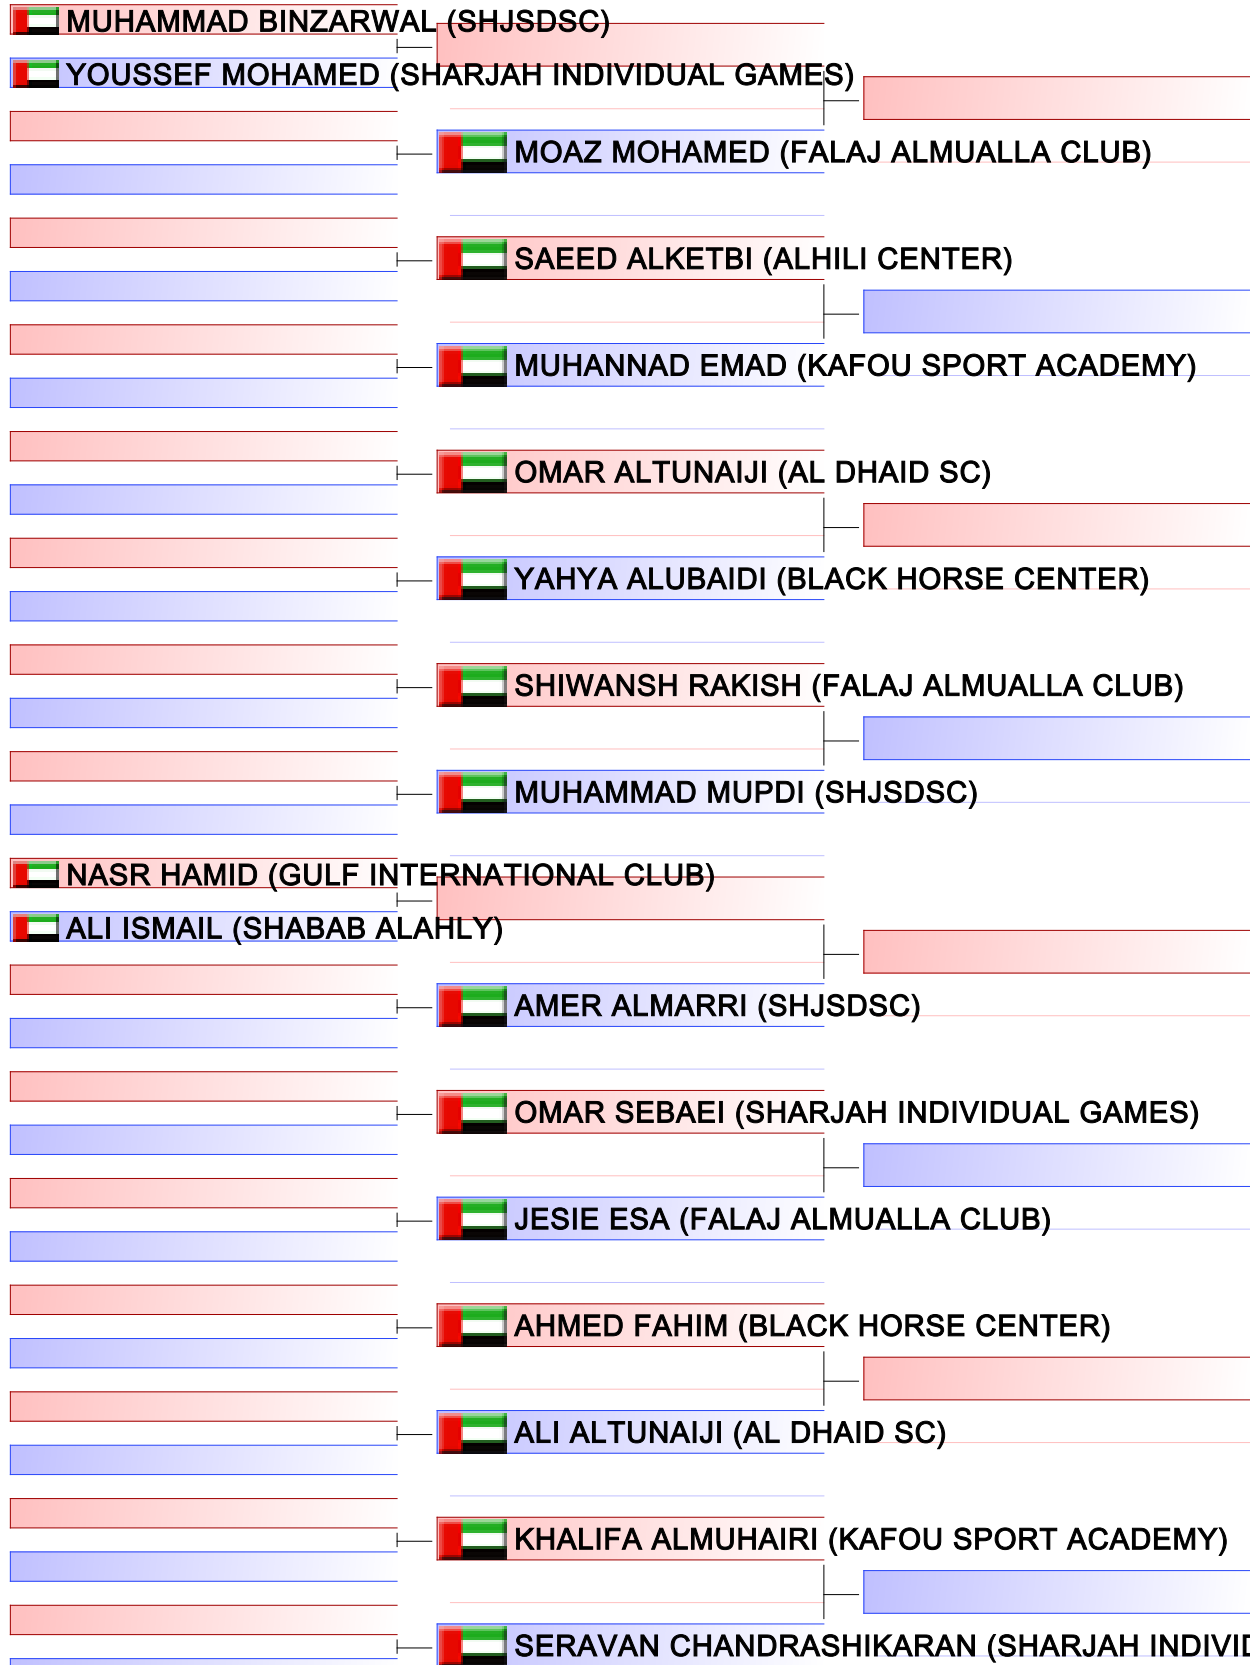 MUHAMMAD BINZARWAL (SHJSDSC)
YOUSSEF MOHAMED (SHARJAH INDIVIDUAL GAMES)
MOAZ MOHAMED (FALAJ ALMUALLA CLUB)
SAEED ALKETBI (ALHILI CENTER)
MUHANNAD EMAD (KAFOU SPORT ACADEMY)
OMAR ALTUNAIJI (AL DHAID SC)
YAHYA ALUBAIDI (BLACK HORSE CENTER)
SHIWANSH RAKISH (FALAJ ALMUALLA CLUB)
MUHAMMAD MUPDI (SHJSDSC)
NASR HAMID (GULF INTERNATIONAL CLUB)
ALI ISMAIL (SHABAB ALAHLY)
AMER ALMARRI (SHJSDSC)
OMAR SEBAEI (SHARJAH INDIVIDUAL GAMES)
JESIE ESA (FALAJ ALMUALLA CLUB)
AHMED FAHIM (BLACK HORSE CENTER)
ALI ALTUNAIJI (AL DHAID SC)
KHALIFA ALMUHAIRI (KAFOU SPORT ACADEMY)
SERAVAN CHANDRASHIKARAN (SHARJAH